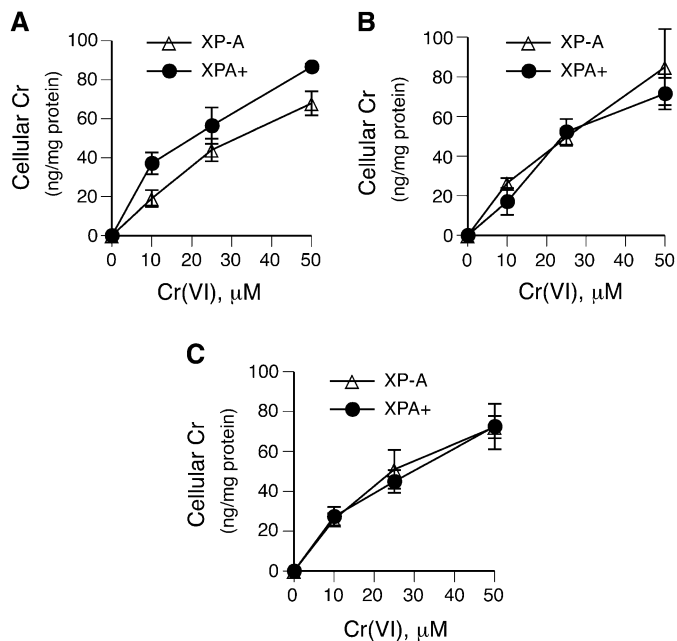 A
XP-A
XPA+
100
80
60
40
20
0
Cellular Cr
(ng/mg protein)
0 10 20 30 40 50
Cr(VI), μM
B
XP-A
XPA+
100
80
60
40
20
0
Cellular Cr
(ng/mg protein)
0 10 20 30 40 50
Cr(VI), μM
C
XP-A
XPA+
100
80
60
40
20
0
Cellular Cr
(ng/mg protein)
0 10 20 30 40 50
Cr(VI), μM